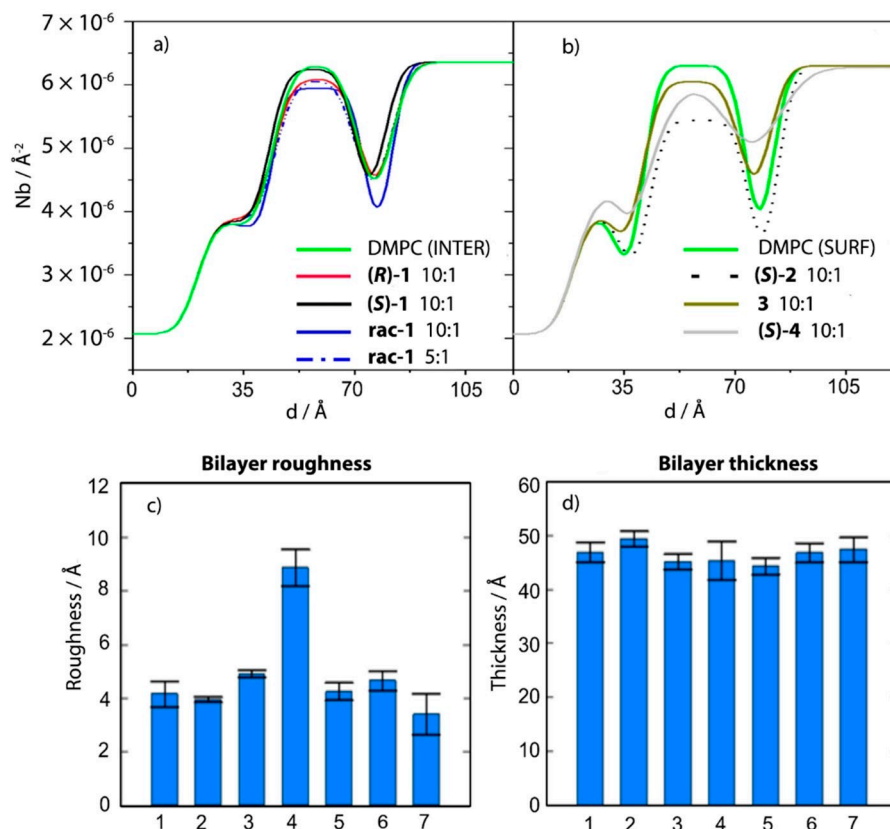 a)
Nb / Å⁻²
7 × 10⁻⁶
6 × 10⁻⁶
5 × 10⁻⁶
4 × 10⁻⁶
3 × 10⁻⁶
2 × 10⁻⁶
DMPC (INTER)
(R)-1 10:1
(S)-1 10:1
rac-1 10:1
rac-1 5:1
0 35 70 105
d / Å
b)
DMPC (SURF)
(S)-2 10:1
3 10:1
(S)-4 10:1
0 35 70 105
d / Å
Bilayer roughness
c)
Roughness / Å
12
10
8
6
4
2
0
1 2 3 4 5 6 7
Bilayer thickness
d)
Thickness / Å
60
50
40
30
20
10
0
1 2 3 4 5 6 7